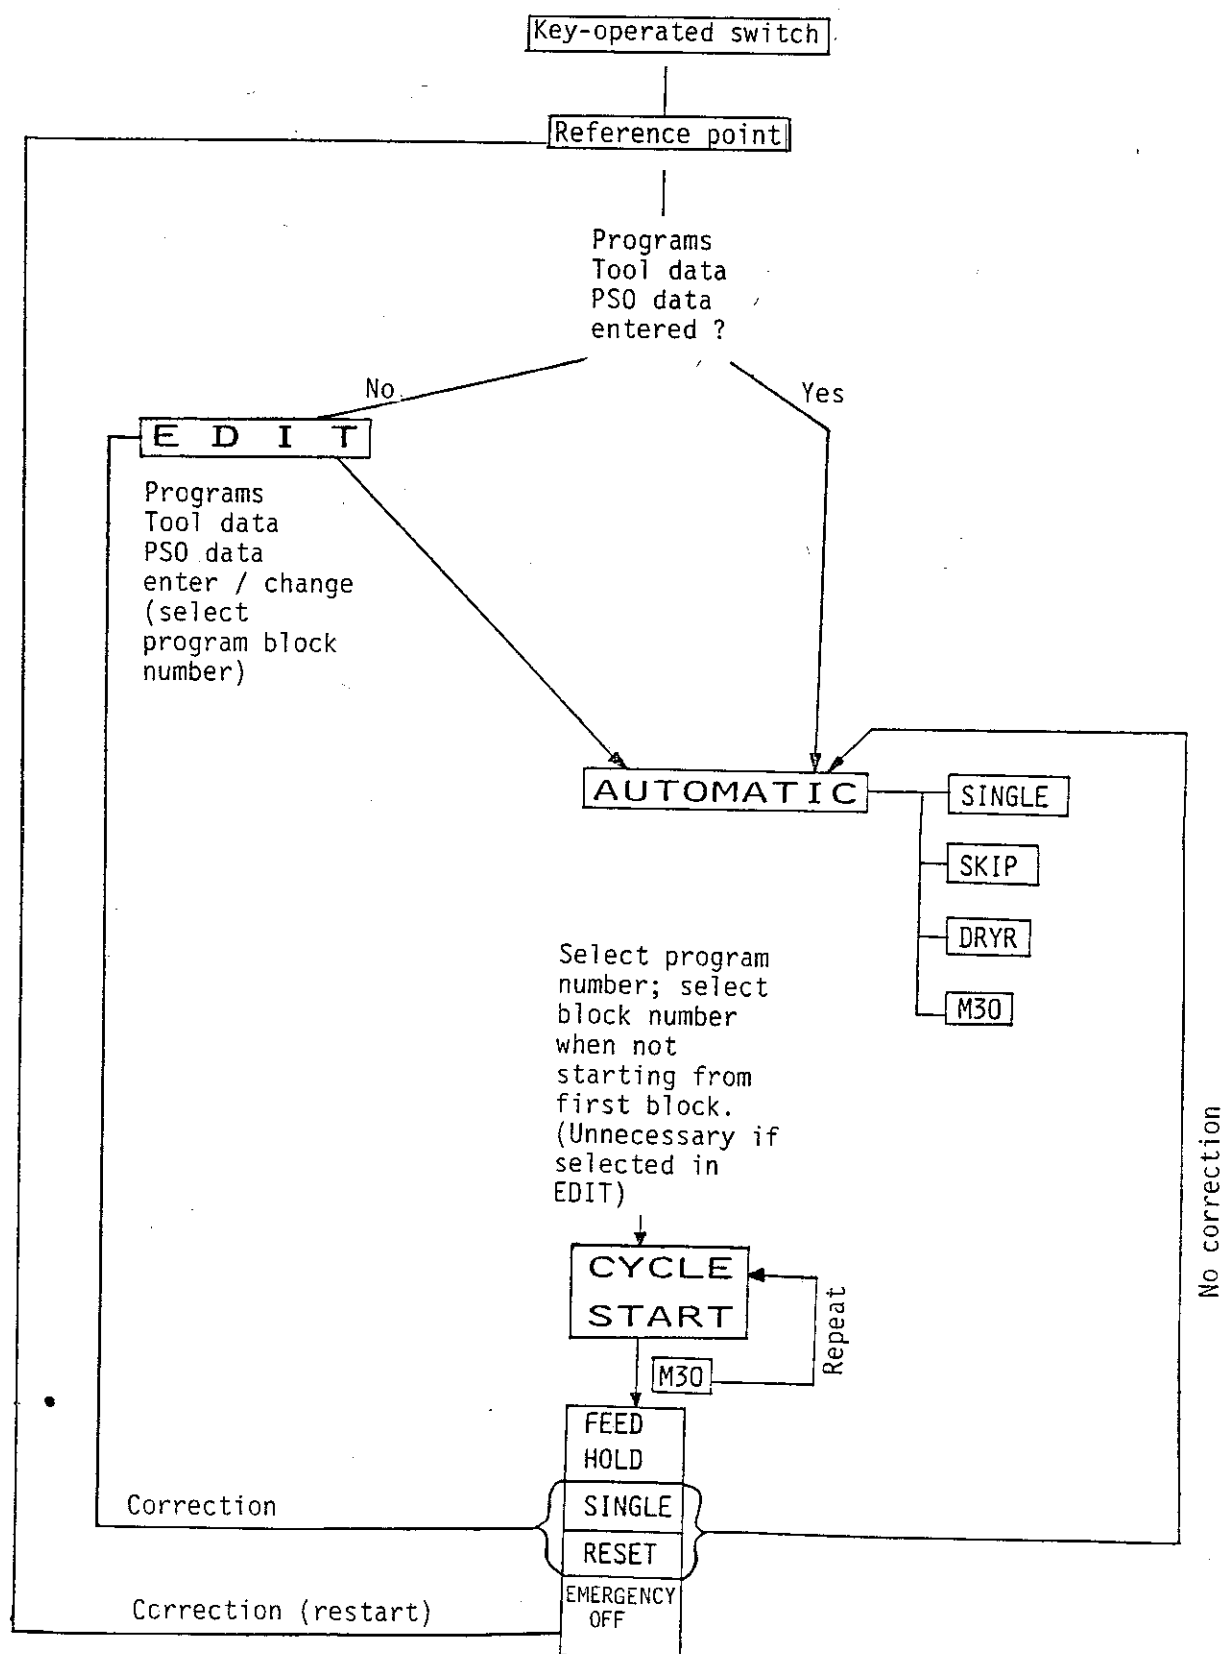 Key-operated switch
Reference point
Programs
Tool data
PSO data
entered ?
No
Yes
E D I T
Programs
Tool data
PSO data
enter / change
(select
program block
number)
AUTOMATIC
SINGLE
SKIP
DRYR
M30
Select program
number; select
block number
when not
starting from
first block.
(Unnecessary if
selected in
EDIT)
No correction
CYCLE
START
Repeat
M30
FEED
HOLD
Correction
SINGLE
RESET
EMERGENCY
OFF
Correction (restart)